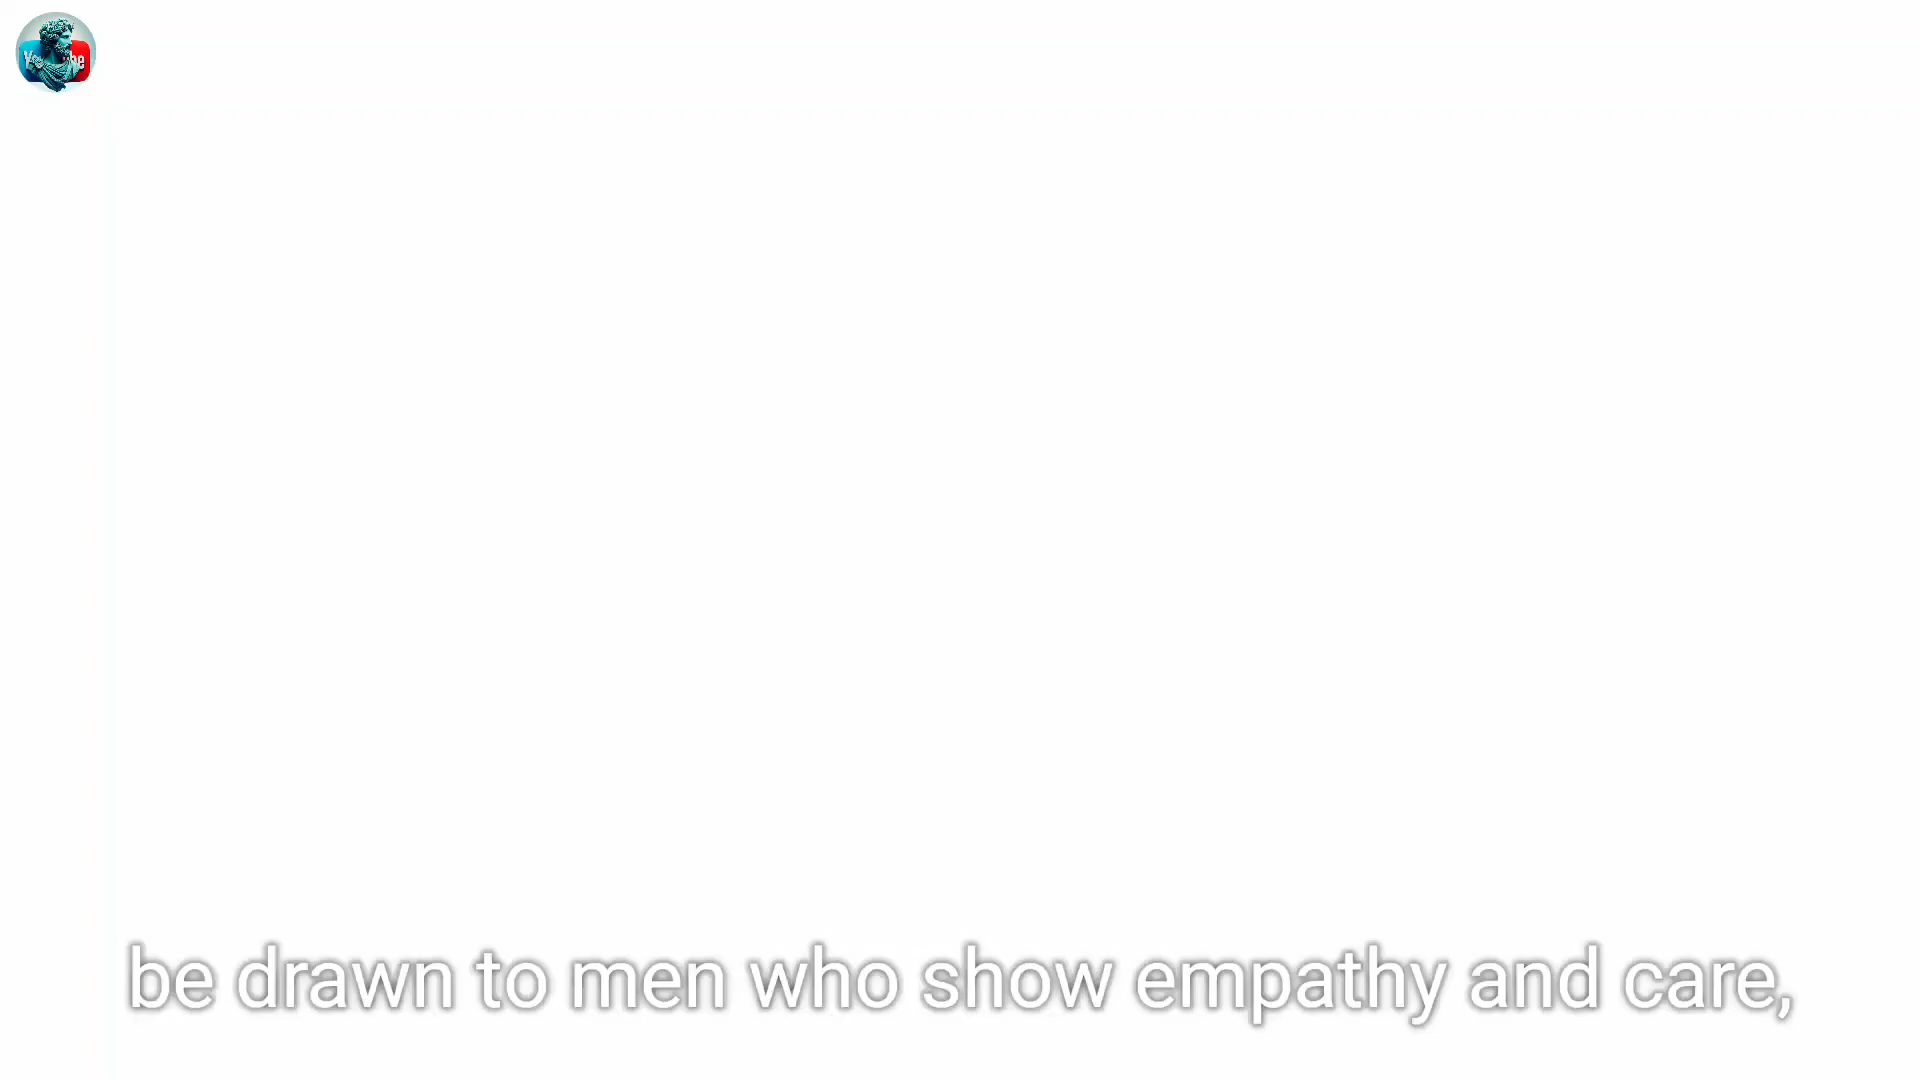 be drawn to men who show empathy and care,